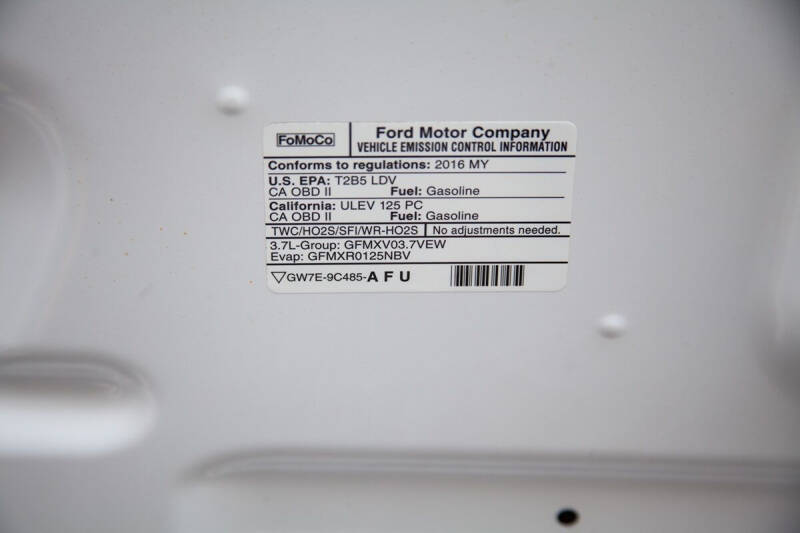 FoMoCo
Ford Motor Company
VEHICLE EMISSION CONTROL INFORMATION
Conforms to regulations: 2016 MY
U.S. EPA: T2B5 LDV
CA OBD II Fuel: Gasoline
California: ULEV 125 PC
CA OBD II Fuel: Gasoline
TWC/HO2S/SFI/WR-HO2S No adjustments needed.
3.7L-Group: GFMXV03.7VEW
Evap: GFMXR0125NBV
GW7E-9C485-A F U